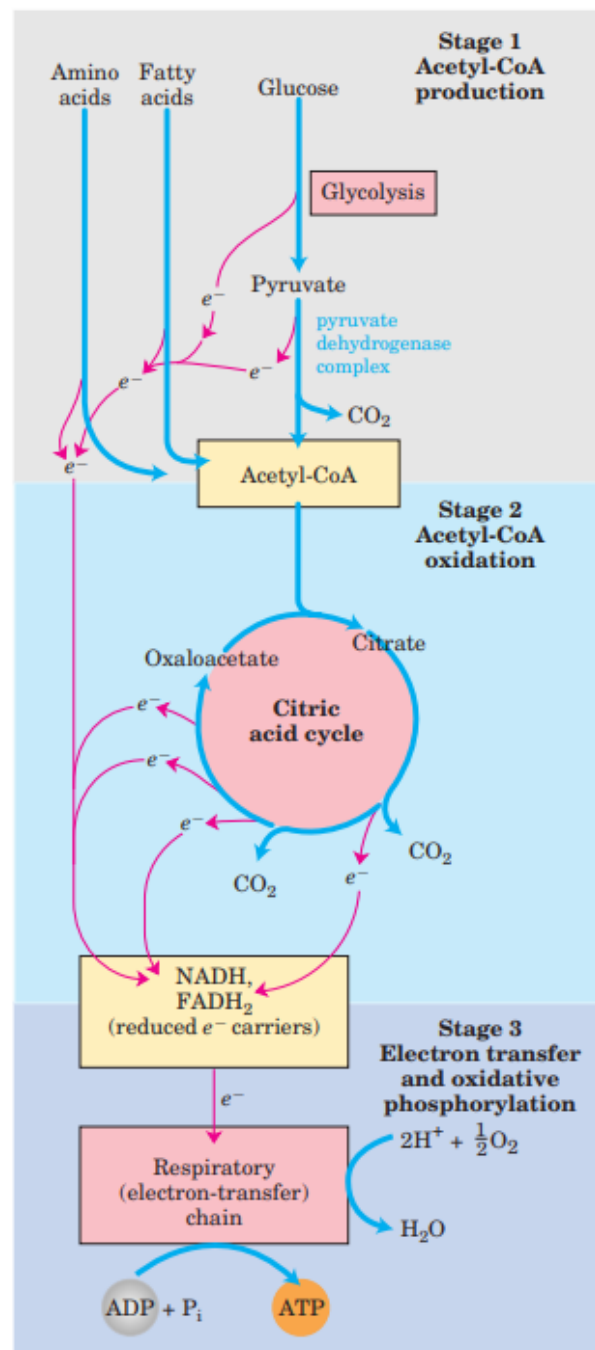 Stage 1
Acetyl-CoA
production
Amino
acids
Fatty
acids
Glucose
Glycolysis
Pyruvate
e⁻
pyruvate
dehydrogenase
complex
e⁻
e⁻
CO₂
e⁻
Acetyl-CoA
Stage 2
Acetyl-CoA
oxidation
Oxaloacetate
Citrate
Citric
acid cycle
e⁻
e⁻
e⁻
CO₂
e⁻
CO₂
NADH,
FADH₂
(reduced e⁻ carriers)
Stage 3
Electron transfer
and oxidative
phosphorylation
e⁻
2H⁺ + ½O₂
Respiratory
(electron-transfer)
chain
H₂O
ADP + Pᵢ
ATP